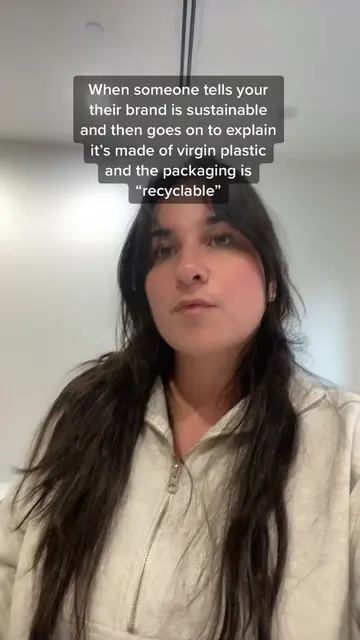 When someone tells your
their brand is sustainable
and then goes on to explain
it’s made of virgin plastic
and the packaging is
“recyclable”